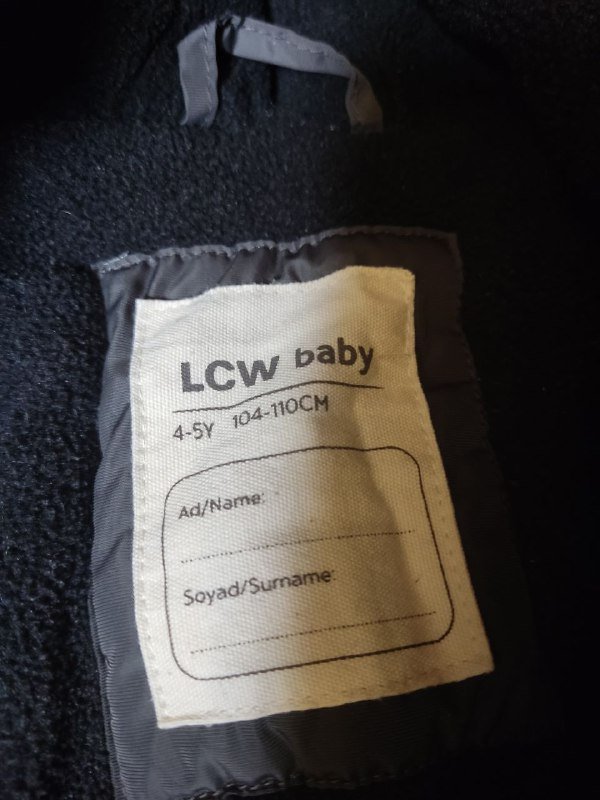 LCW baby
4-5Y 104-110CM
Ad/Name:
Soyad/Surname: